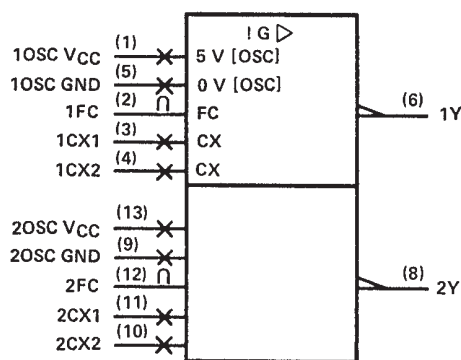 ! G ▷
1OSC VCC (1) 5 V [OSC]
1OSC GND (5) 0 V [OSC]
1FC (2) ∩ FC (6) 1Y
1CX1 (3) CX
1CX2 (4) CX
2OSC VCC (13)
2OSC GND (9)
2FC (12) ∩ (8) 2Y
2CX1 (11)
2CX2 (10)